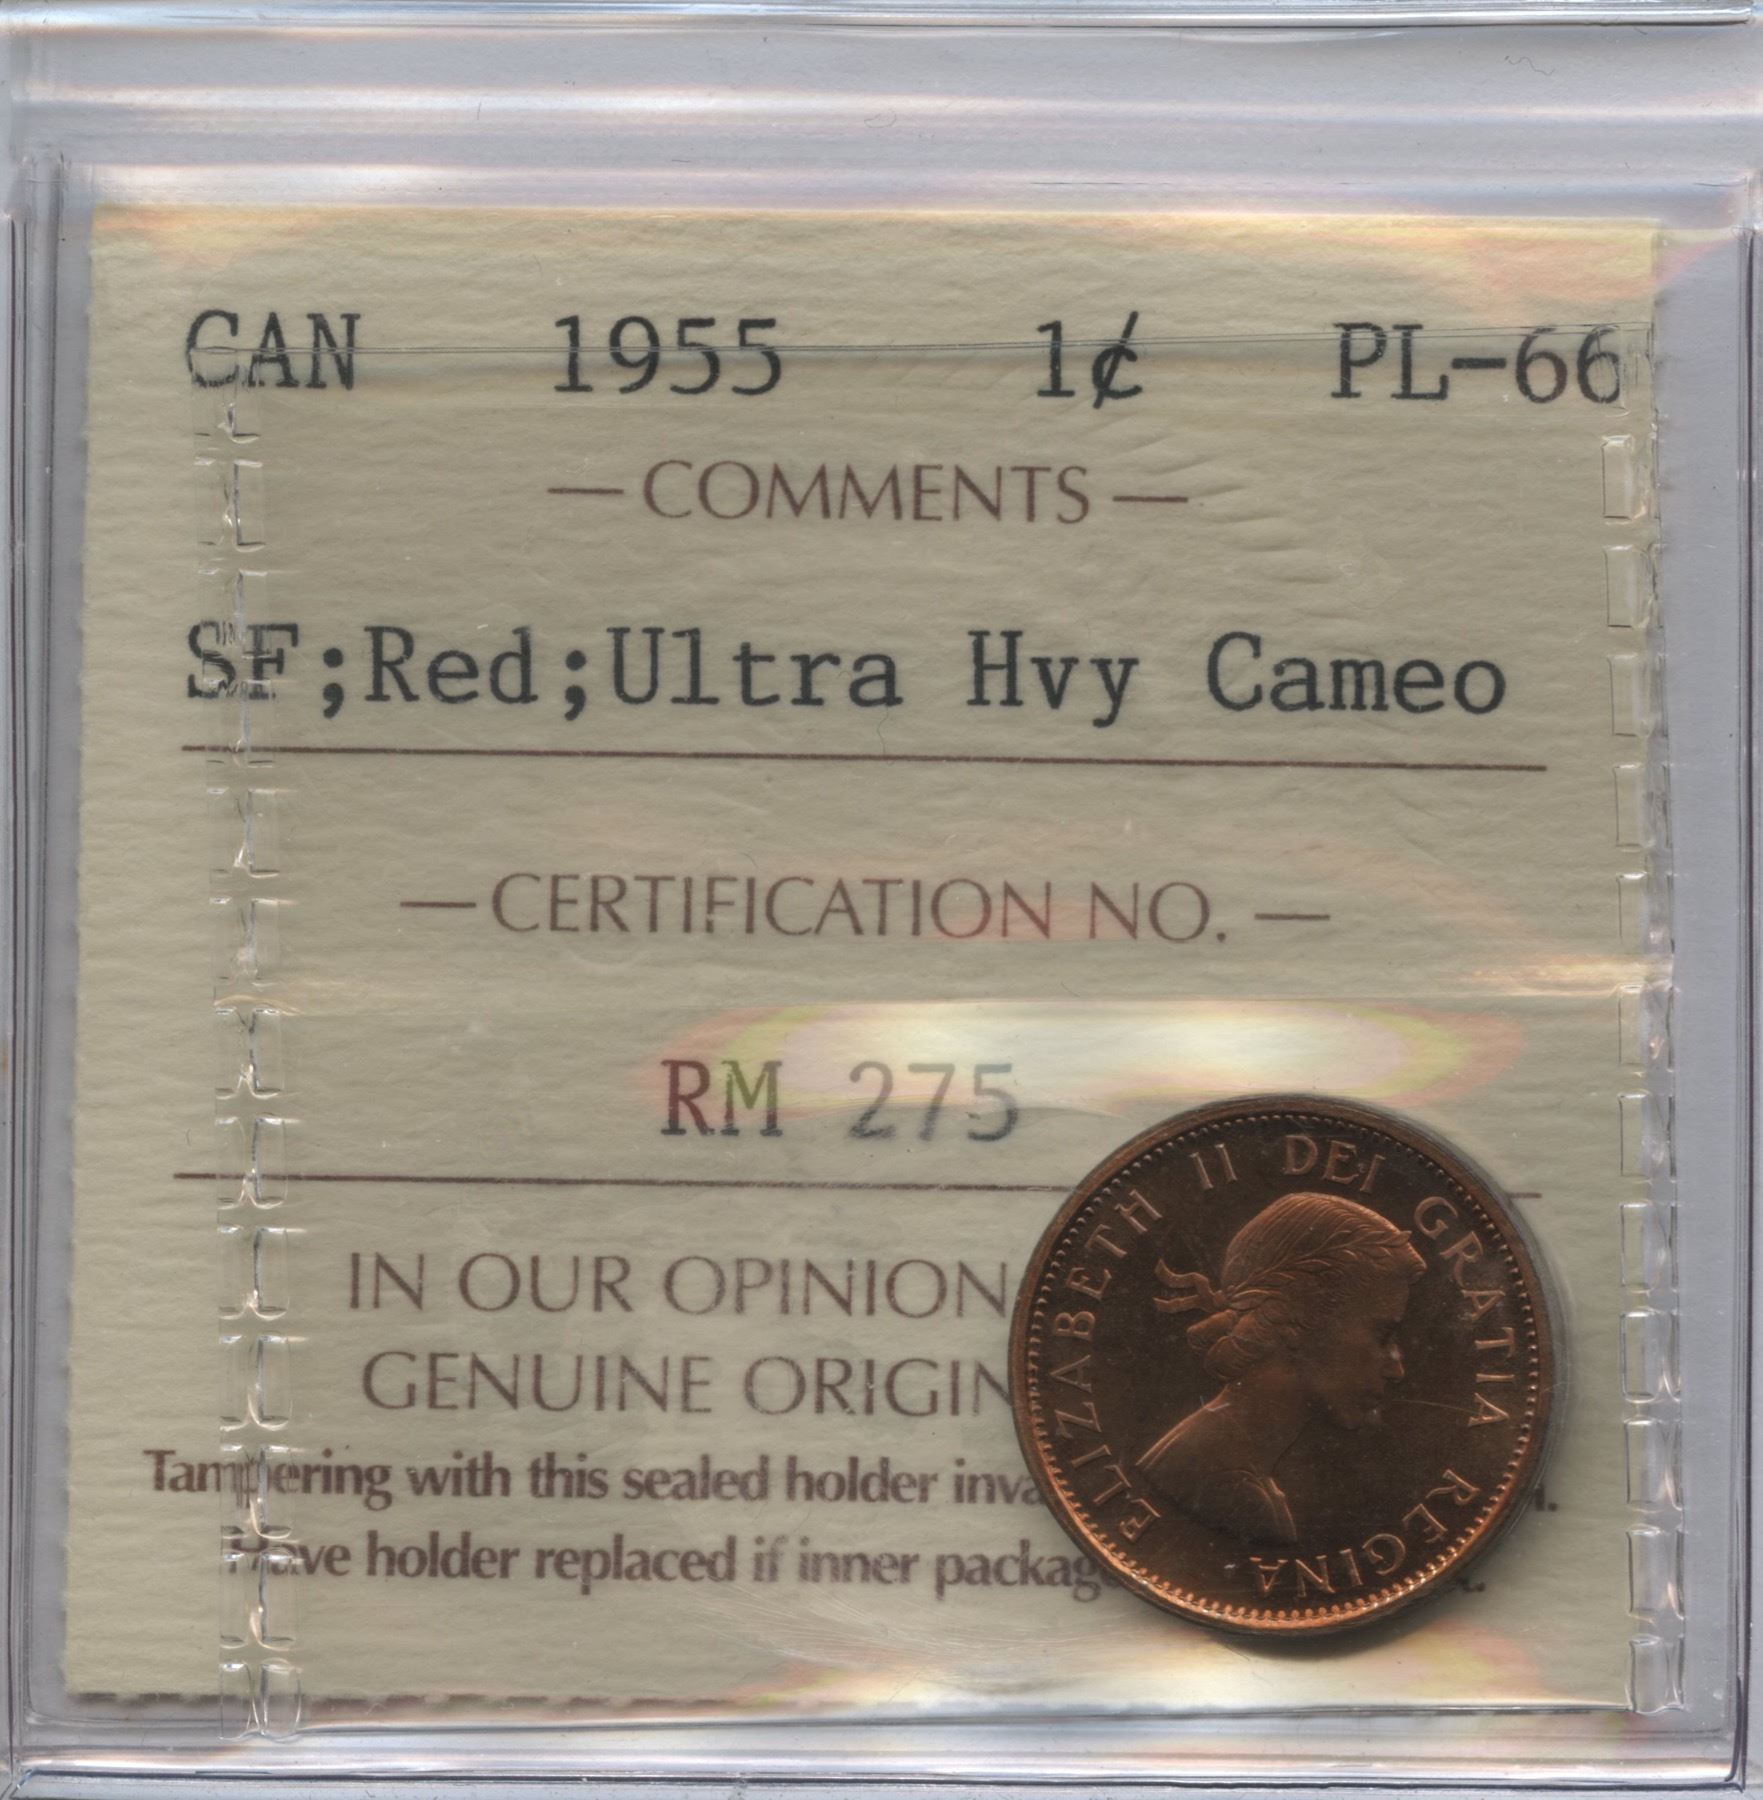 CAN 1955 1¢ PL-66
— COMMENTS —
SF;Red;Ultra Hvy Cameo
— CERTIFICATION NO. —
RM 275
IN OUR OPINION
GENUINE ORIGIN
Tampering with this sealed holder inva
Have holder replaced if inner packag
ELIZABETH II DEI GRATIA REGINA